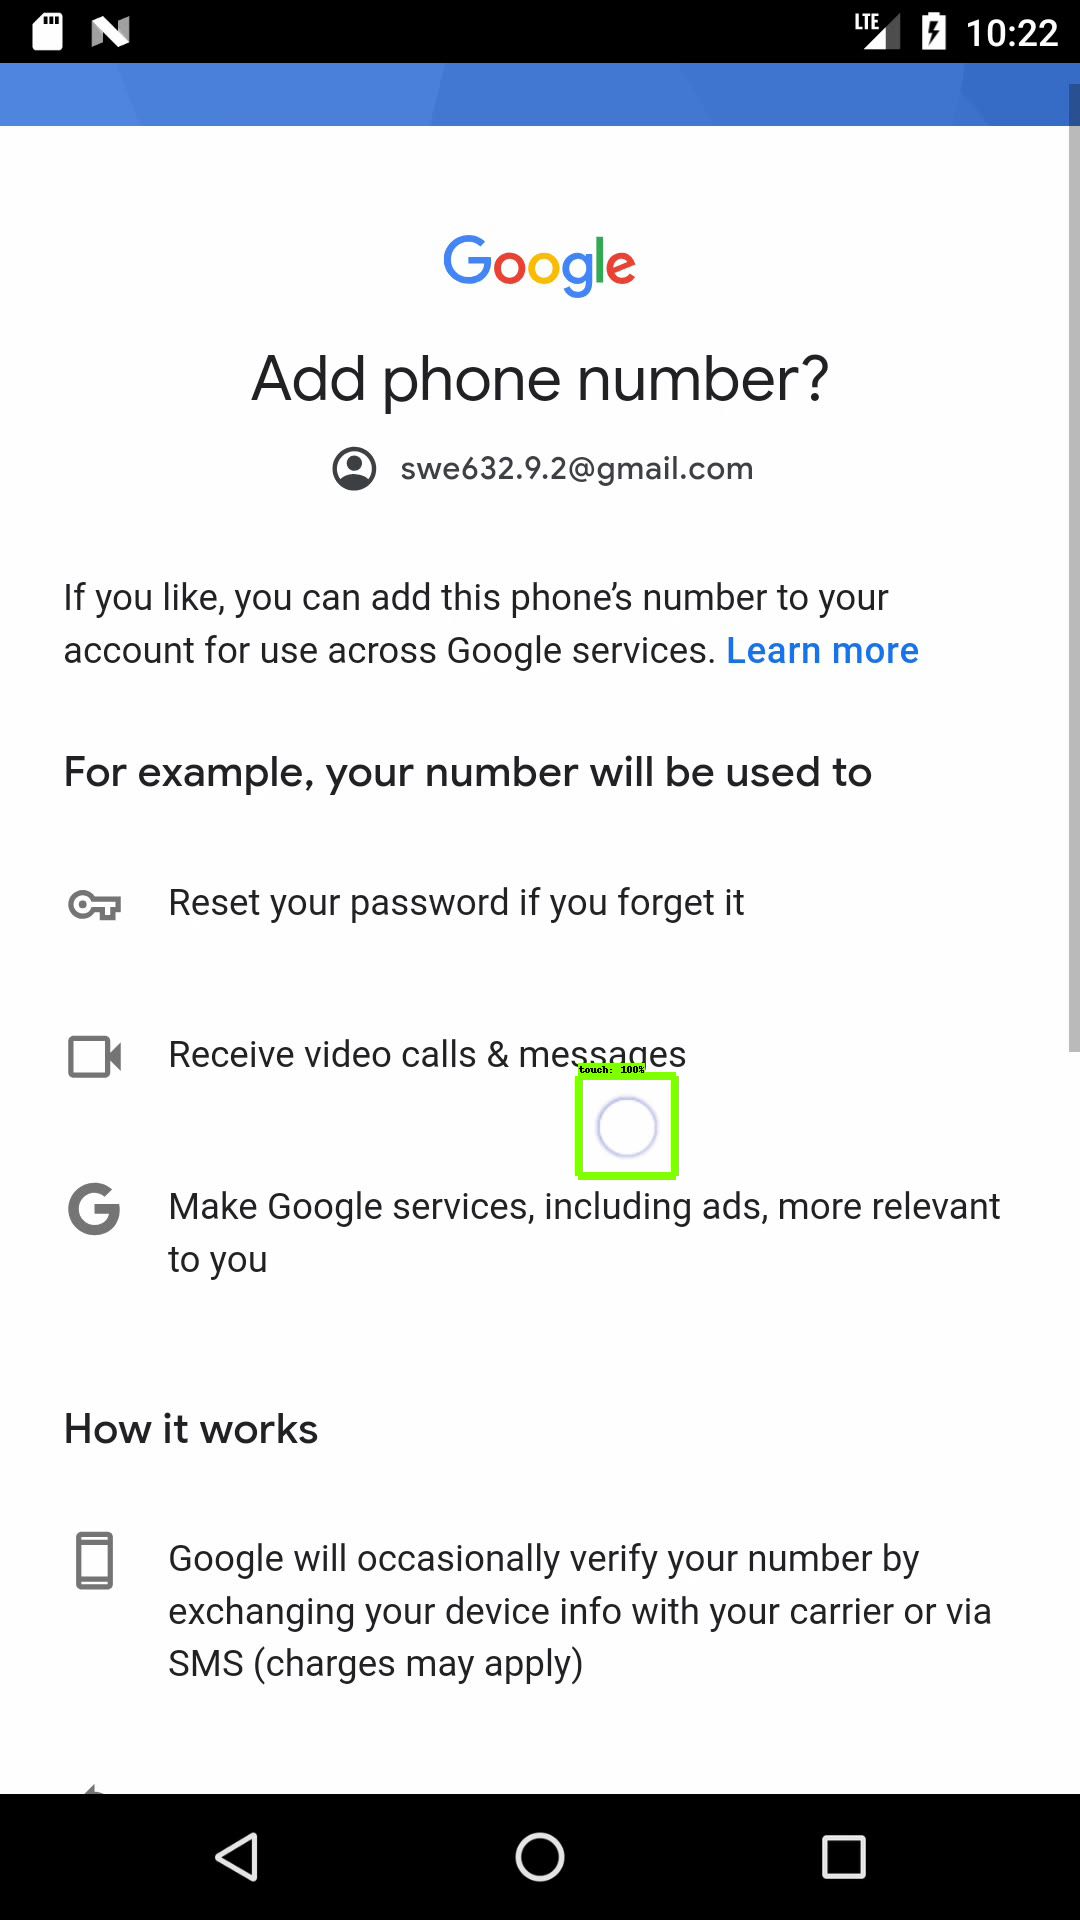 LTE 10:22
Google
Add phone number?
swe632.9.2@gmail.com
If you like, you can add this phone’s number to your
account for use across Google services. Learn more
For example, your number will be used to
Reset your password if you forget it
Receive video calls & messages
touch: 100%
Make Google services, including ads, more relevant
to you
How it works
Google will occasionally verify your number by
exchanging your device info with your carrier or via
SMS (charges may apply)